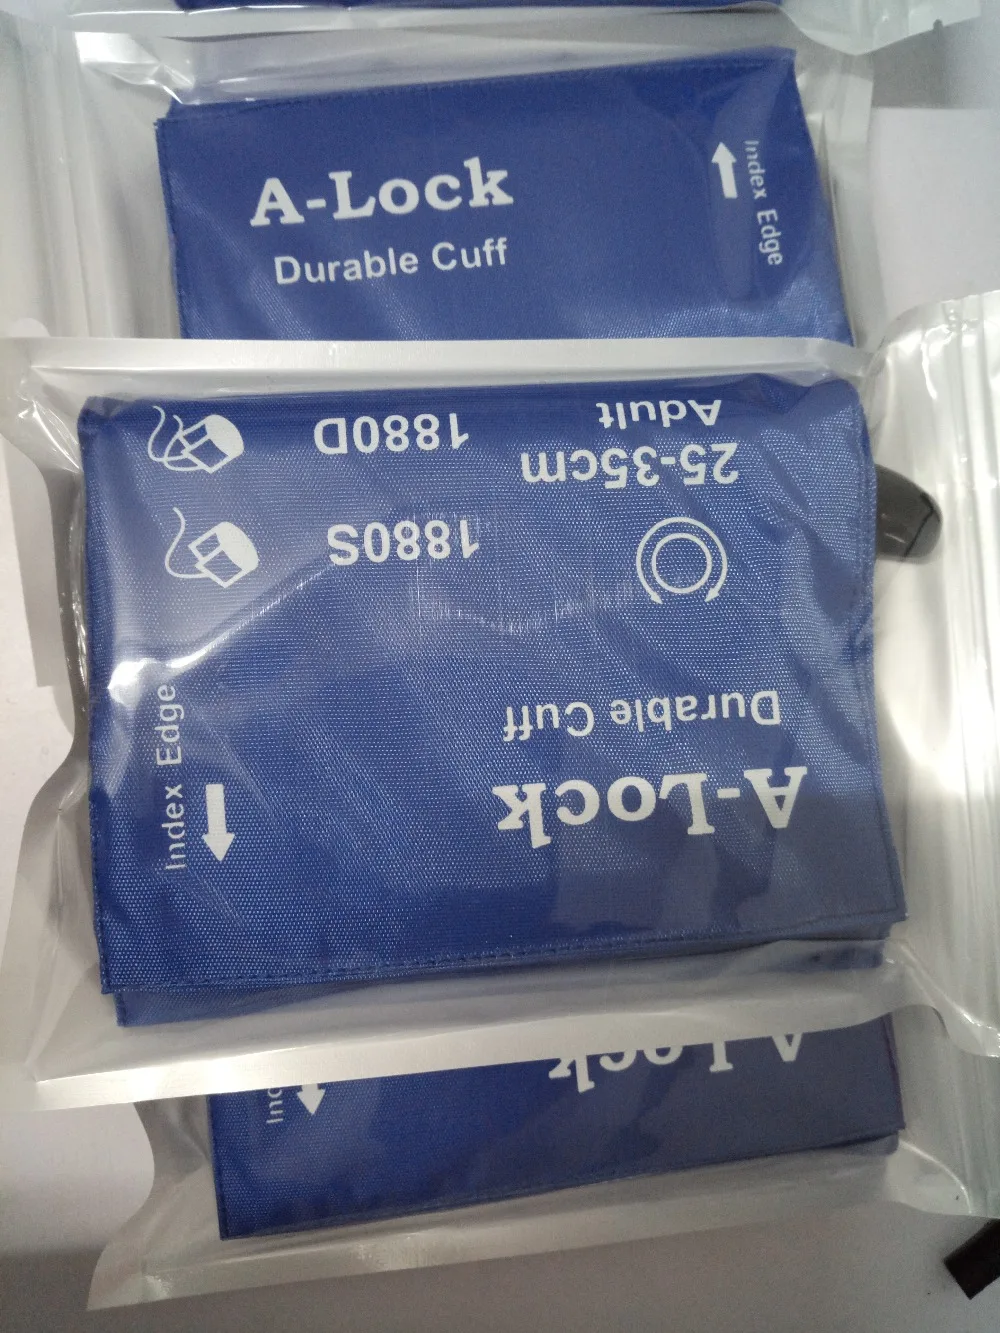 A-Lock
Durable Cuff
Index Edge
A-Lock
Durable Cuff
Index Edge
1880S
25-35cm
1880D
Adult
A-Lock